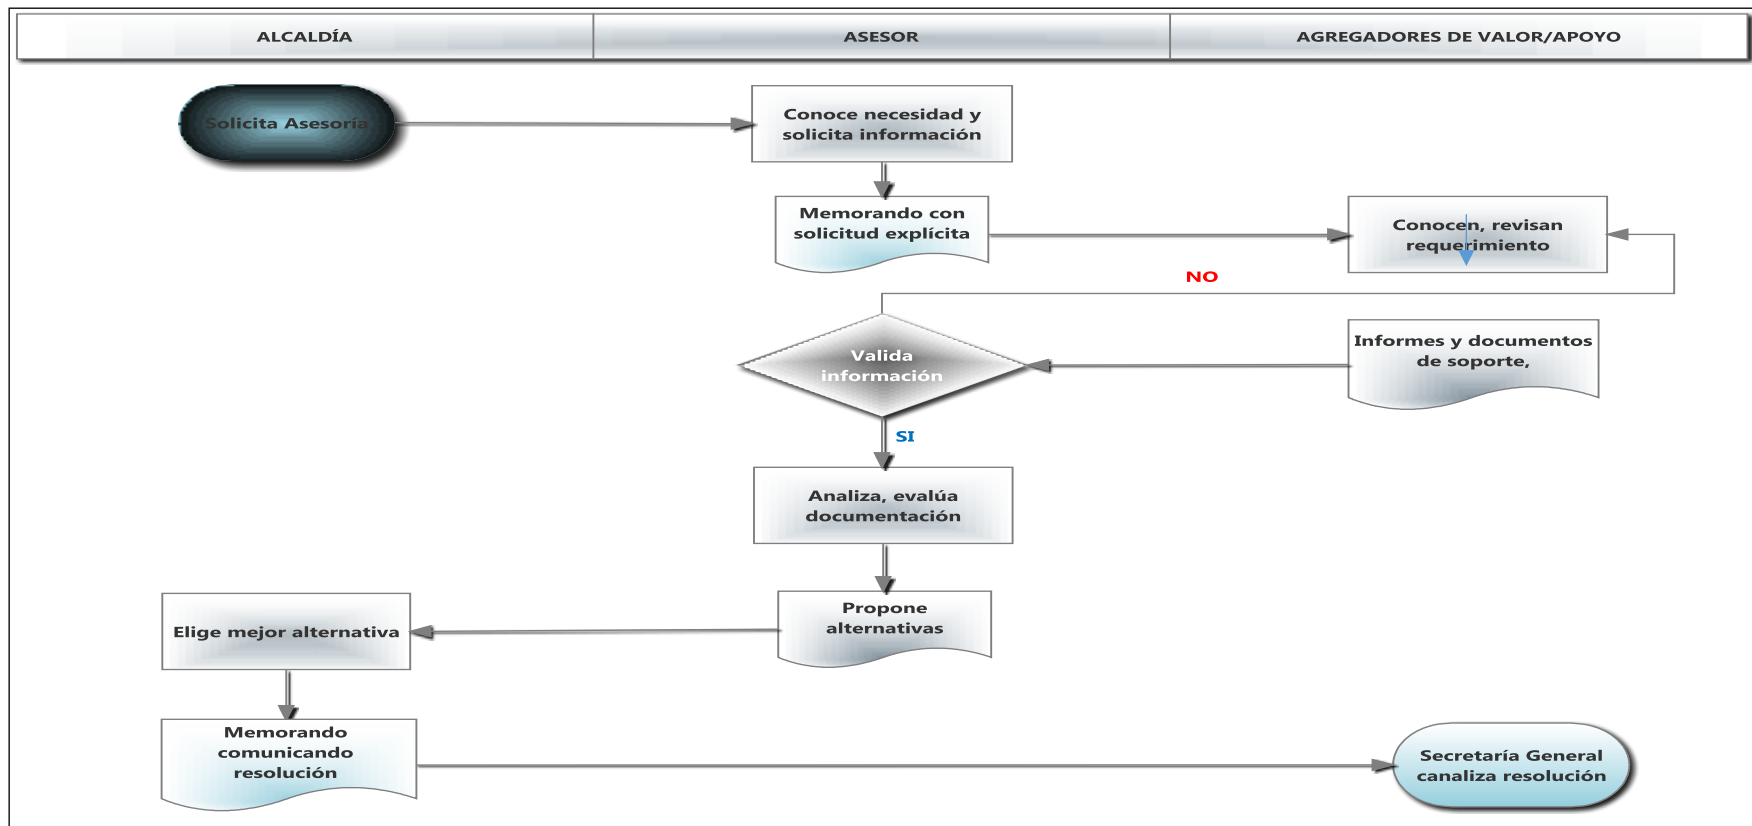 ALCALDÍA
ASESOR
AGREGADORES DE VALOR/APOYO
Solicita Asesoría
Conoce necesidad y
solicita información
Memorando con
solicitud explícita
Conocen, revisan
requerimiento
NO
Valida
información
Informes y documentos
de soporte,
SI
Analiza, evalúa
documentación
Propone
alternativas
Elige mejor alternativa
Memorando
comunicando
resolución
Secretaría General
canaliza resolución